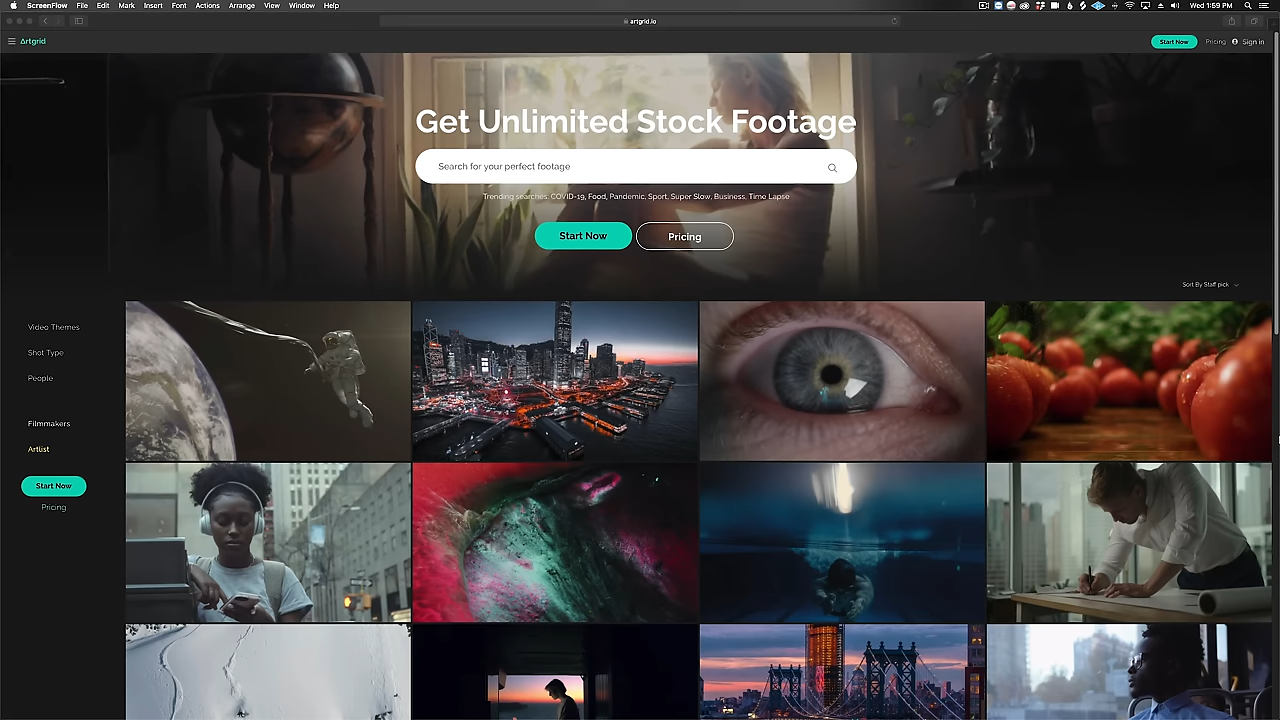 ScreenFlow File Edit Mark Insert Font Actions Arrange View Window Help
Wed 1:59 PM
artgrid.io
Artgrid
Start Now Pricing Sign in
Get Unlimited Stock Footage
Search for your perfect footage
Trending searches: COVID-19, Food, Pandemic, Sport, Super Slow, Business, Time Lapse
Start Now Pricing
Sort By Staff pick
Video Themes
Shot Type
People
Filmmakers
Artlist
Start Now
Pricing